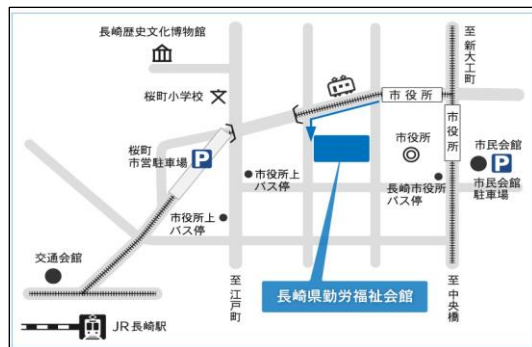 長崎歴史文化博物館
至
新
大
工
町
桜町小学校
市役所
市
役
所
桜町
市営駐車場
P
市役所
市民会館
P
市民会館
駐車場
市役所上
バス停
長崎市役所
バス停
市役所上
バス停
交通会館
至
江
戸
町
長崎県勤労福祉会館
至
中
央
橋
JR長崎駅